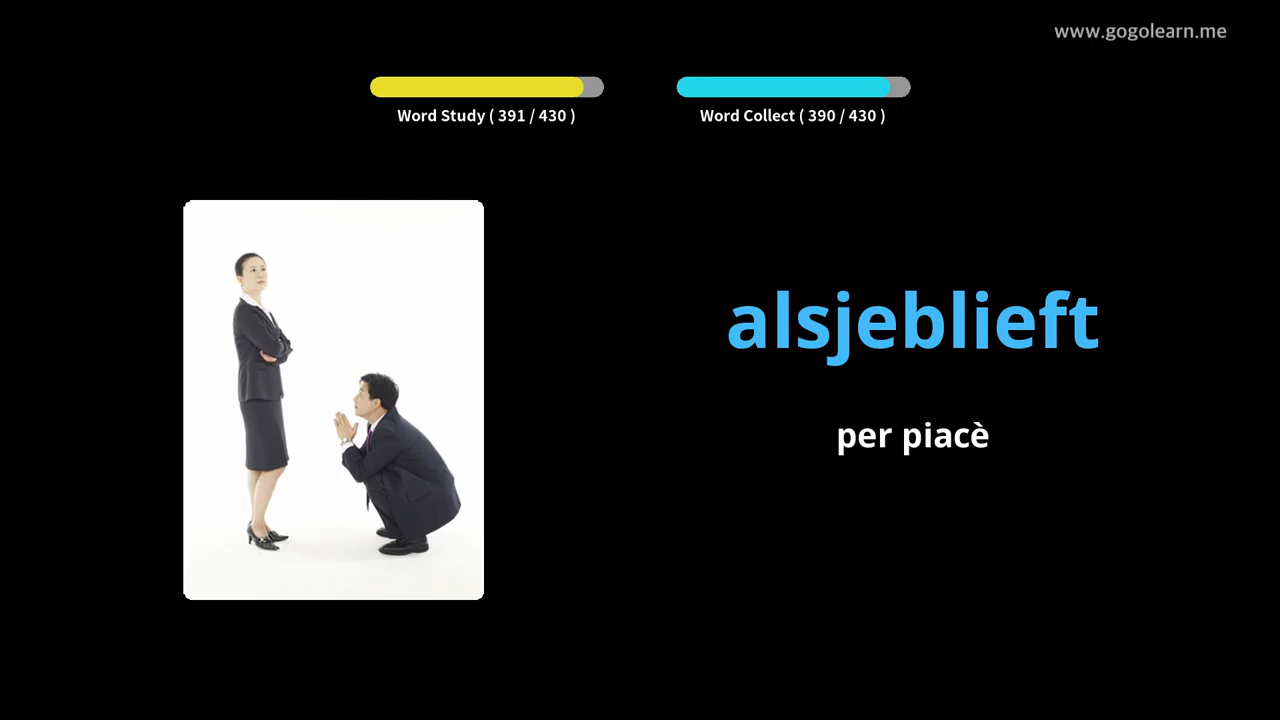 www.gogolearn.me
Word Study ( 391 / 430 )
Word Collect ( 390 / 430 )
alsjeblieft
per piacè